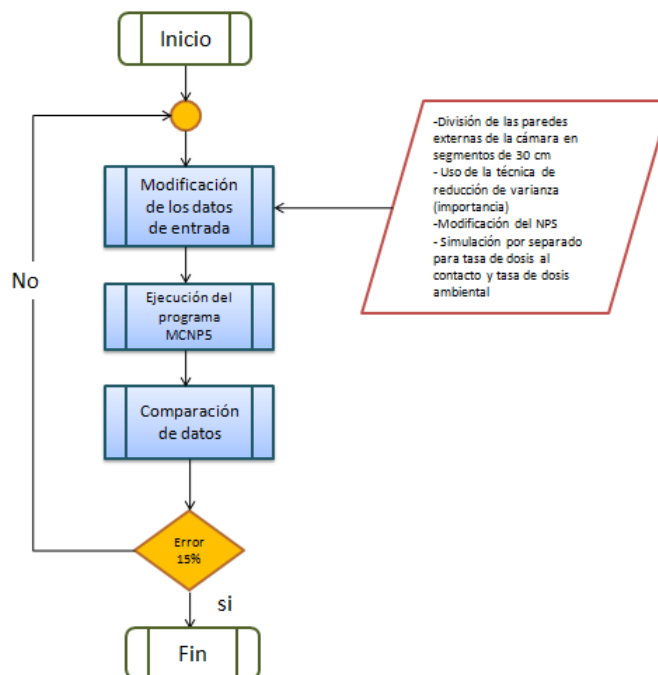 Inicio
-División de las paredes
externas de la cámara en
segmentos de 30 cm
- Uso de la técnica de
reducción de varianza
(importancia)
-Modificación del NPS
- Simulación por separado
para tasa de dosis al
contacto y tasa de dosis
ambiental
Modificación
de los datos
de entrada
No
Ejecución del
programa
MCNP5
Comparación
de datos
Error
15%
si
Fin